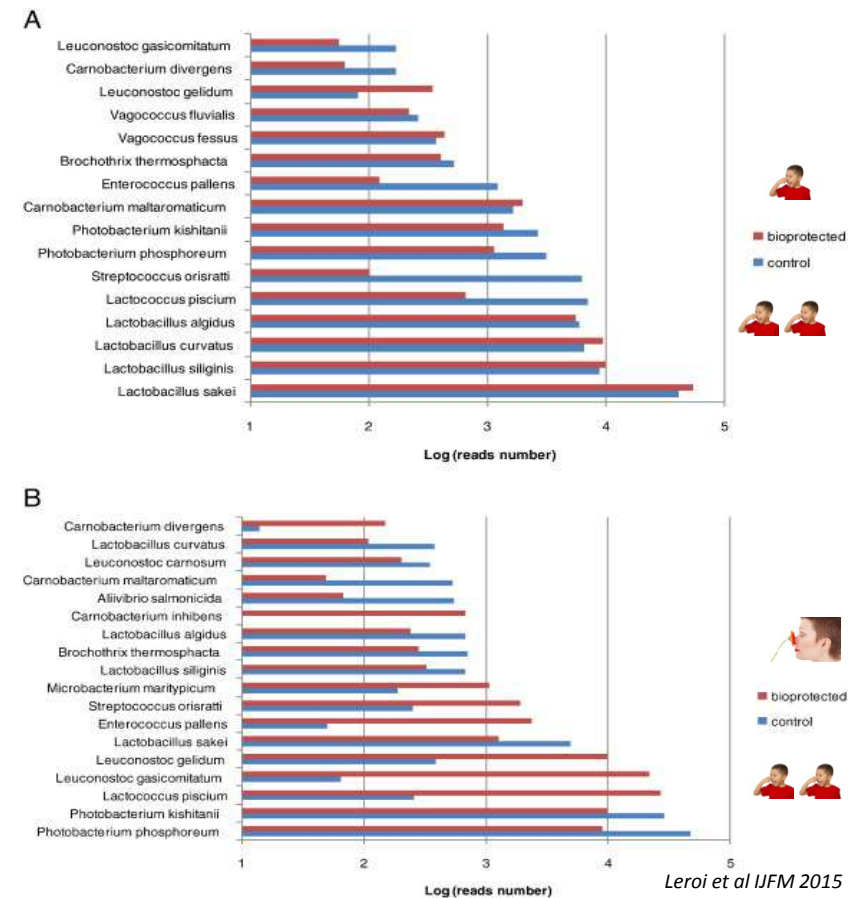 A
Leuconostoc gasicomitatum
Carnobacterium divergens
Leuconostoc gelidum
Vagococcus fluvialis
Vagococcus fessus
Brochothrix thermosphacta
Enterococcus pallens
Carnobacterium maltaromaticum
Photobacterium kishitanii
Photobacterium phosphoreum
Streptococcus orisratti
Lactococcus piscium
Lactobacillus algidus
Lactobacillus curvatus
Lactobacillus siliginis
Lactobacillus sakei
1 2 3 4 5
Log (reads number)
bioprotected
control
B
Carnobacterium divergens
Lactobacillus curvatus
Leuconostoc carnosum
Carnobacterium maltaromaticum
Aliivibrio salmonicida
Carnobacterium inhibens
Lactobacillus algidus
Brochothrix thermosphacta
Lactobacillus siliginis
Microbacterium maritypicum
Streptococcus orisratti
Enterococcus pallens
Lactobacillus sakei
Leuconostoc gelidum
Leuconostoc gasicomitatum
Lactococcus piscium
Photobacterium kishitanii
Photobacterium phosphoreum
1 2 3 4 5
Log (reads number)
bioprotected
control
Leroi et al IJFM 2015